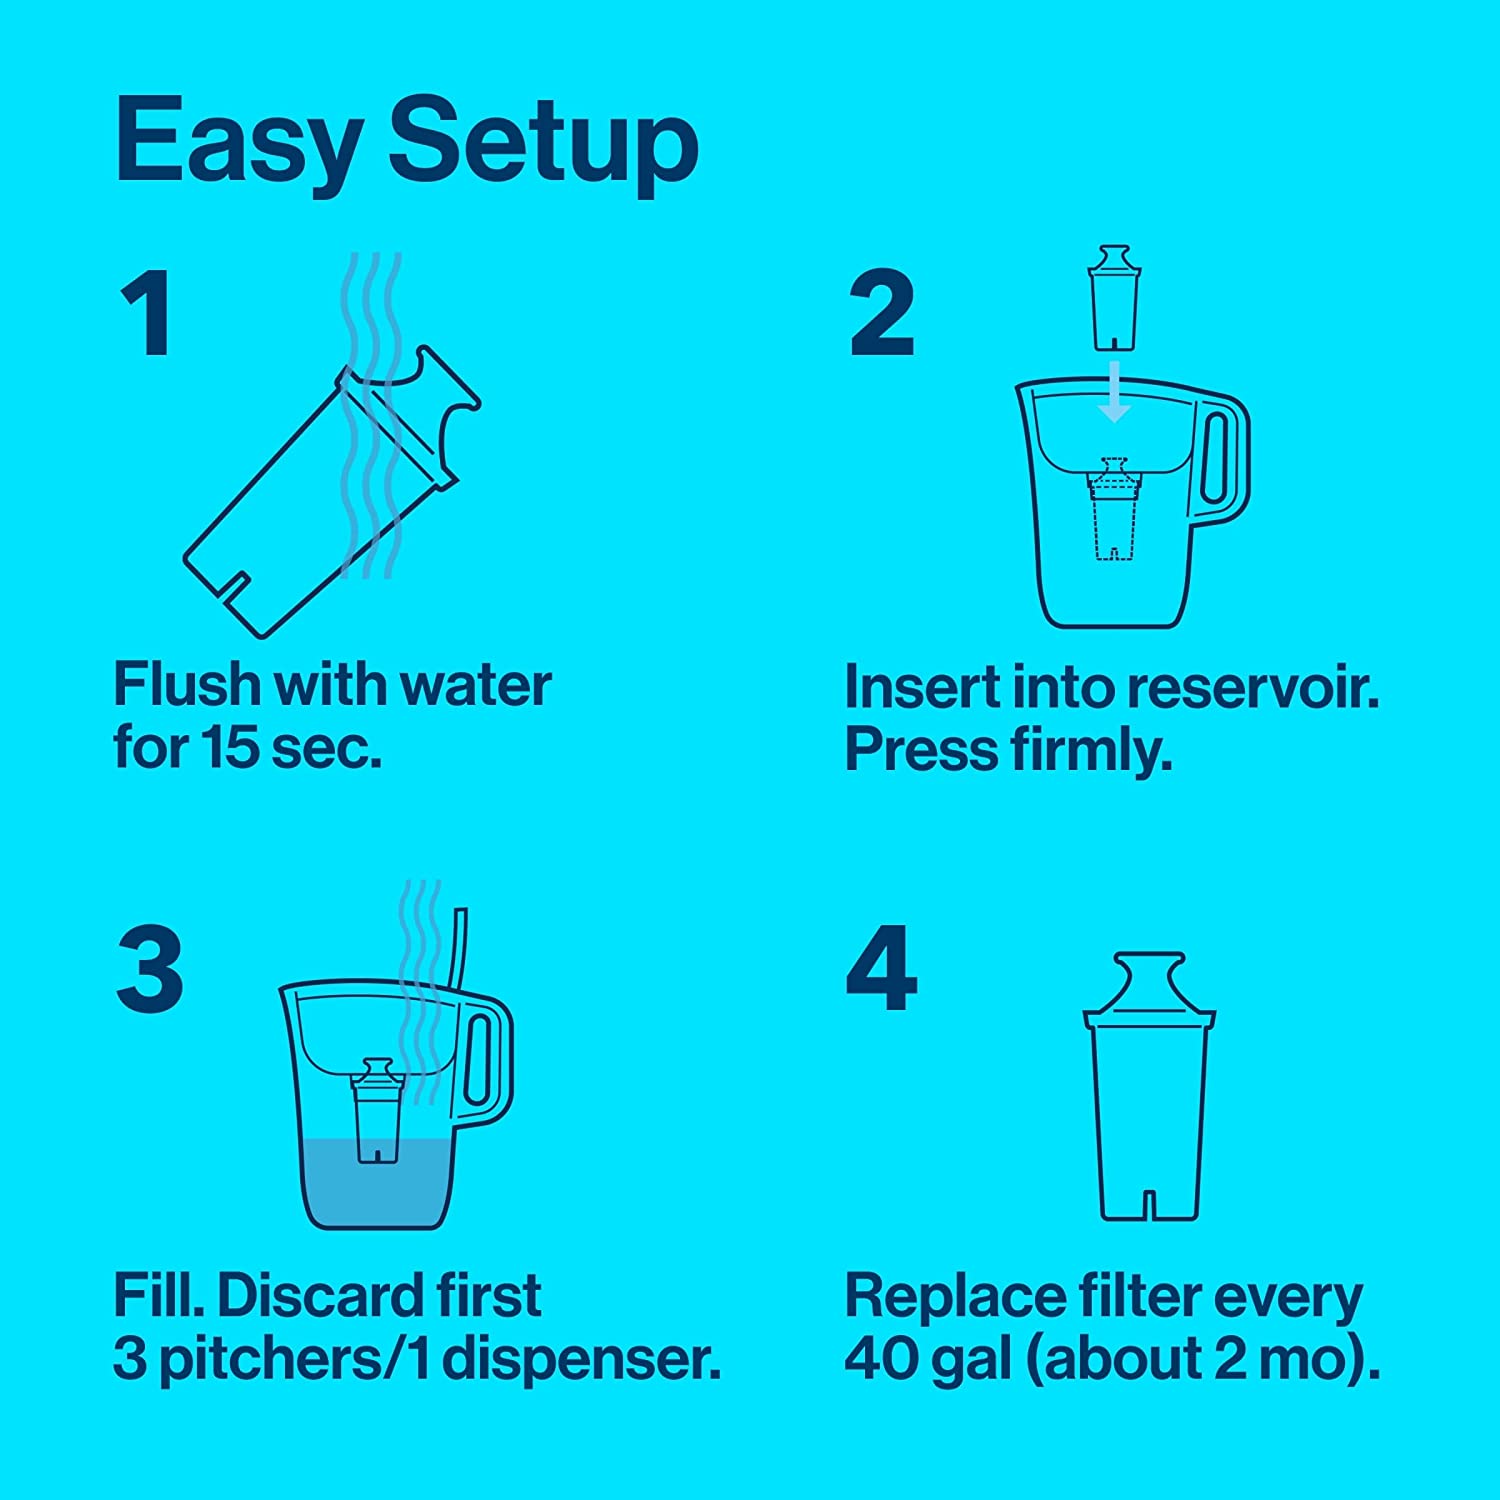 Easy Setup
1
Flush with water
for 15 sec.
2
Insert into reservoir.
Press firmly.
3
Fill. Discard first
3 pitchers/1 dispenser.
4
Replace filter every
40 gal (about 2 mo).